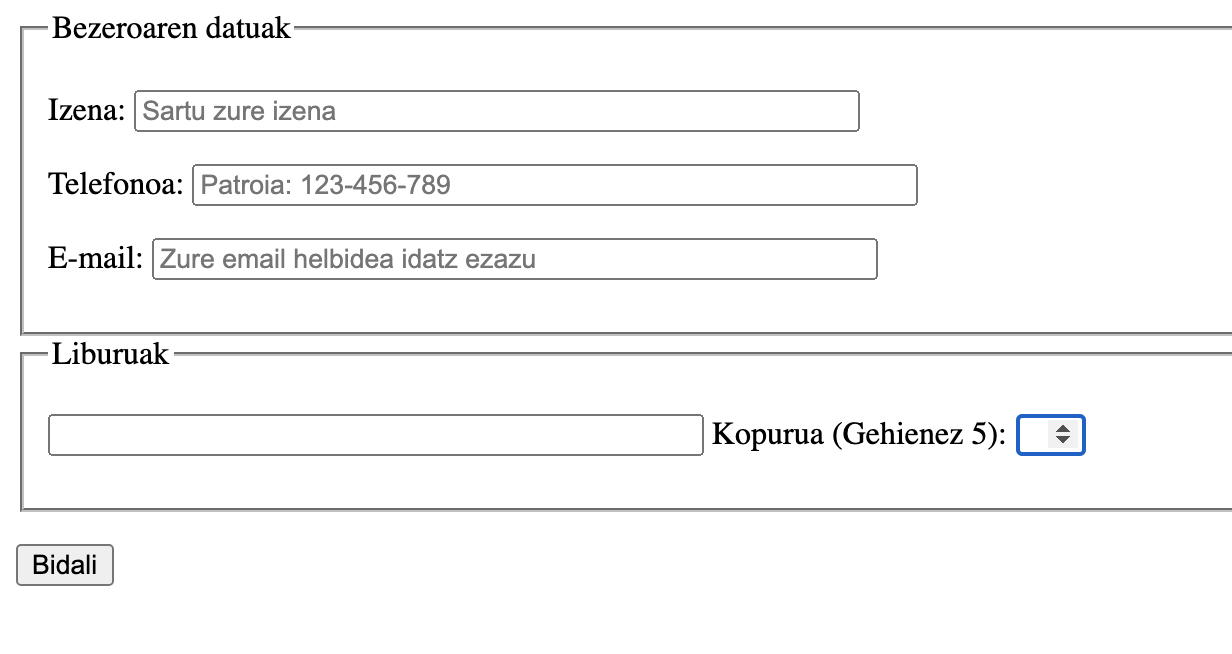 Bezeroaren datuak
Izena: Sartu zure izena
Telefonoa: Patroia: 123-456-789
E-mail: Zure email helbidea idatz ezazu
Liburuak
Kopurua (Gehienez 5):
Bidali